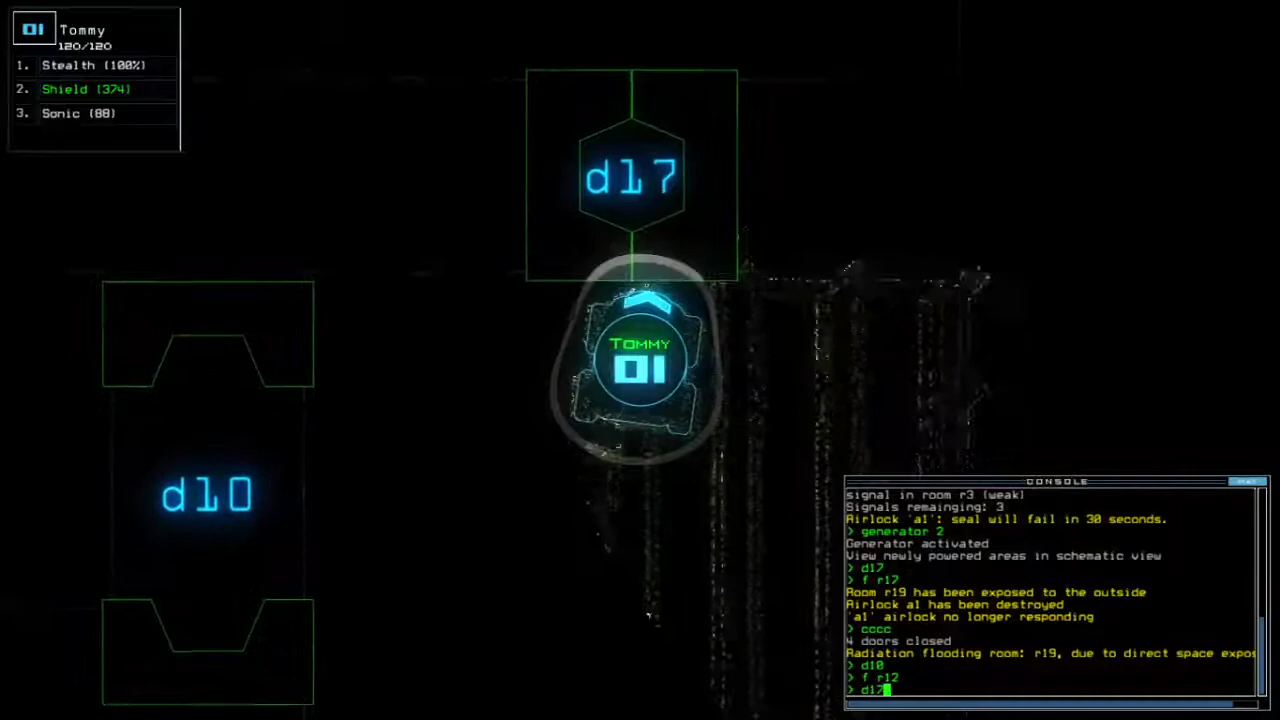 01 Tommy
120/120
1. Stealth (100%)
2. Shield (374)
3. Sonic (88)
d17
TOMMY
01
d10
CONSOLE
signal in room r3 (weak)
Signals remainging: 3
Airlock 'a1': seal will fail in 30 seconds.
> generator 2
Generator activated
View newly powered areas in schematic view
> d17
> f r17
Room r19 has been exposed to the outside
Airlock a1 has been destroyed
'a1' airlock no longer responding
> cccc
4 doors closed
Radiation flooding room: r19, due to direct space expos
> d10
> f r12
> d17